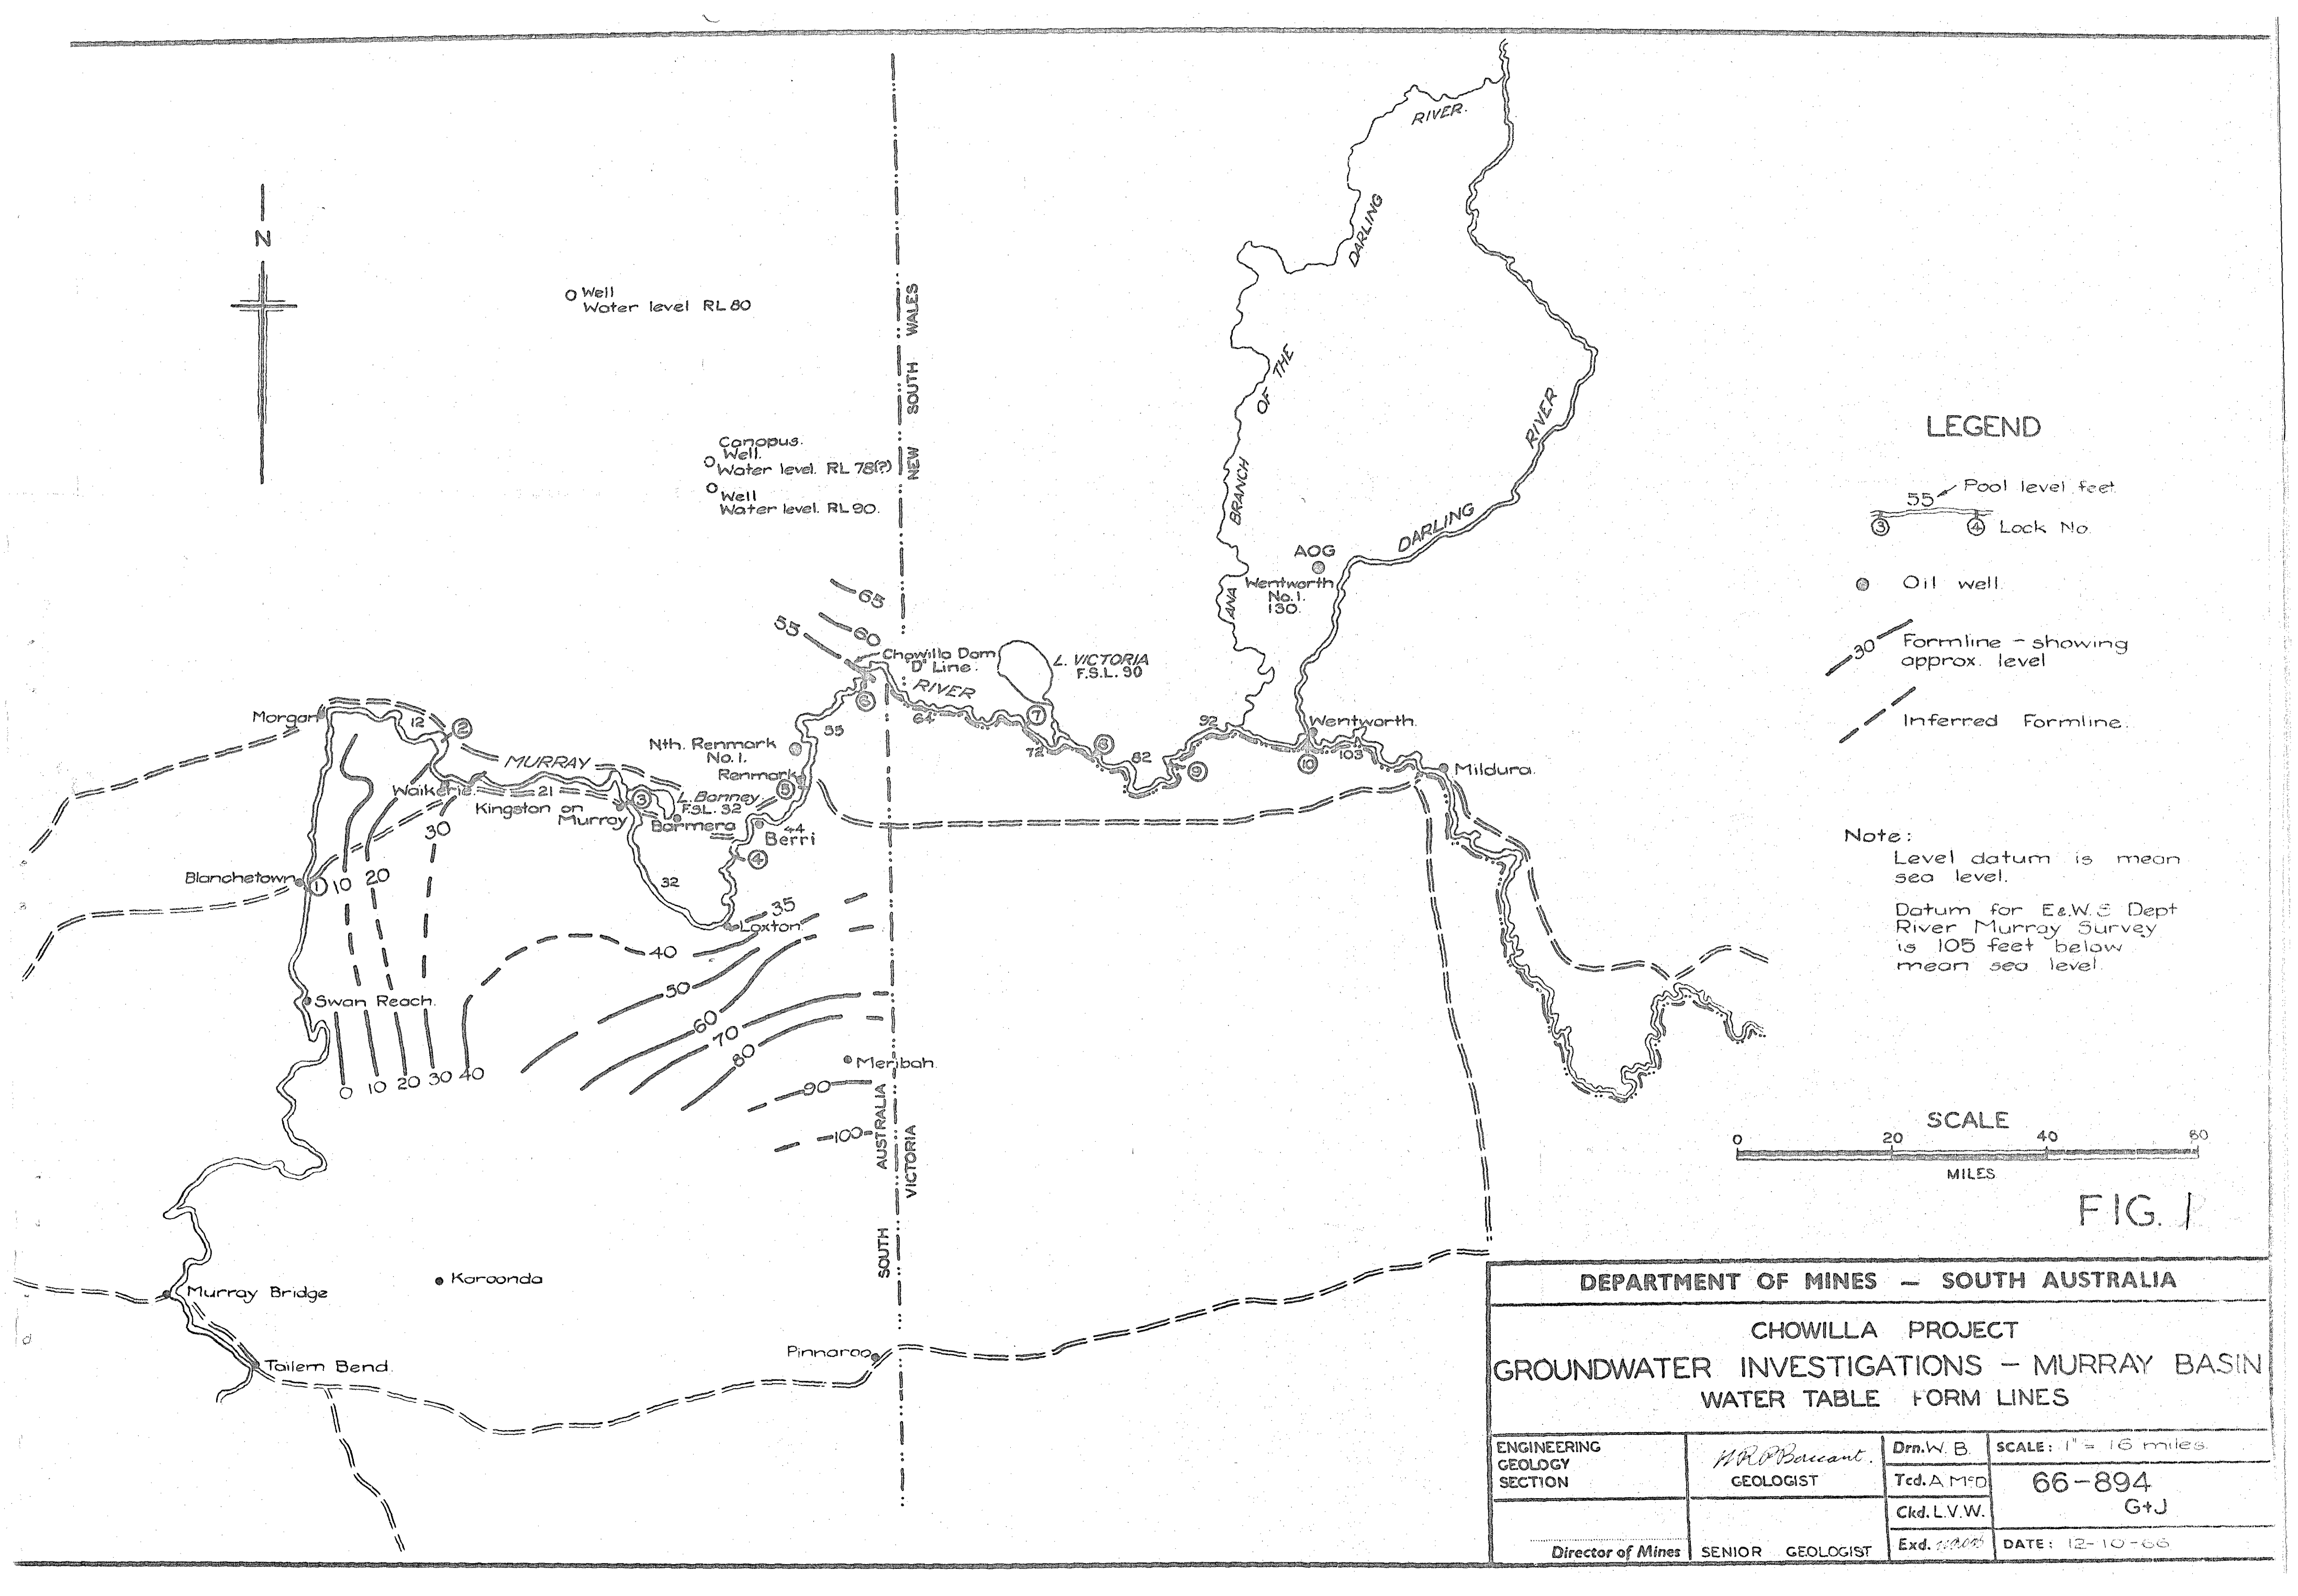 N
Well
Water level RL 80
Canopus.
Well.
Water level. RL 78(?)
Well
Water level. RL 90.
NEW SOUTH WALES
RIVER.
DARLING
OF THE
BRANCH
ANA
RIVER
DARLING
AOG
Wentworth
No. 1.
130.
65
60
55
Chowilla Dam
'D' Line.
RIVER
L. VICTORIA
F.S.L. 90
6
64
7
72
8
82
9
92
Wentworth.
10
103
Mildura.
Morgan
12
2
MURRAY
Nth. Renmark
No. 1.
55
Renmark
5
Waikerie
21
Kingston on
Murray
3
L. Bonney
F.S.L. 32
Barmera
44
Berri
4
30
Blanchetown
1
10
20
32
35
Loxton
40
50
60
70
80
Swan Reach.
0
10
20
30
40
Meribah.
90
100
SOUTH AUSTRALIA
VICTORIA
Karoonda
Murray Bridge
Tailem Bend.
Pinnaroo
LEGEND
55
Pool level feet
3
4
Lock No.
Oil well.
30
Formline - showing
approx. level
Inferred Formline.
Note:
Level datum is mean
sea level.
Datum for E.&.W.S Dept
River Murray Survey
is 105 feet below
mean sea level.
SCALE
0 20 40 60
MILES
FIG. 1
DEPARTMENT OF MINES — SOUTH AUSTRALIA
CHOWILLA PROJECT
GROUNDWATER INVESTIGATIONS — MURRAY BASIN
WATER TABLE FORM LINES
ENGINEERING
GEOLOGY
SECTION
GEOLOGIST
Director of Mines
SENIOR GEOLOGIST
Drn. W. B.
Tcd. A McD
Ckd. L.V.W.
Exd.
SCALE: 1" = 16 miles.
66-894
G+J
DATE: 12-10-66